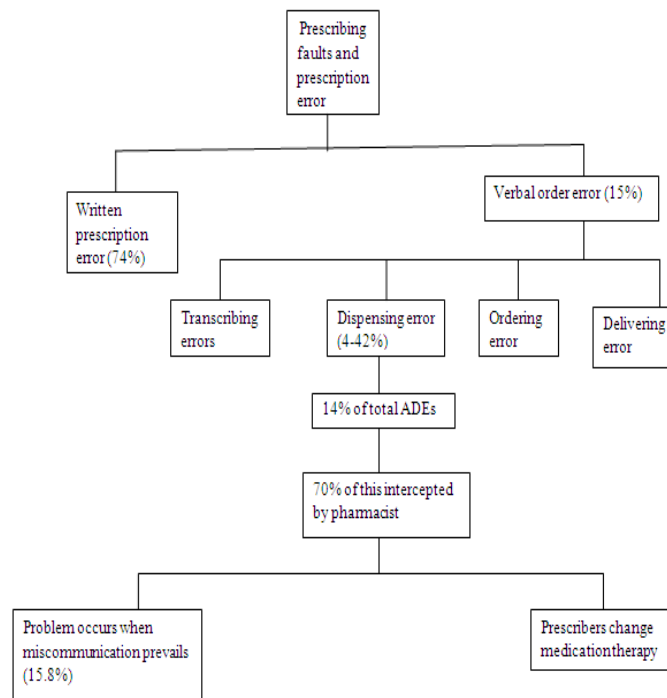 Prescribing
faults and
prescription
error
Written
prescription
error (74%)
Verbal order error (15%)
Transcribing
errors
Dispensing error
(4-42%)
Ordering
error
Delivering
error
14% of total ADEs
70% of this intercepted
by pharmacist
Problem occurs when
miscommunication prevails
(15.8%)
Prescribers change
medication therapy